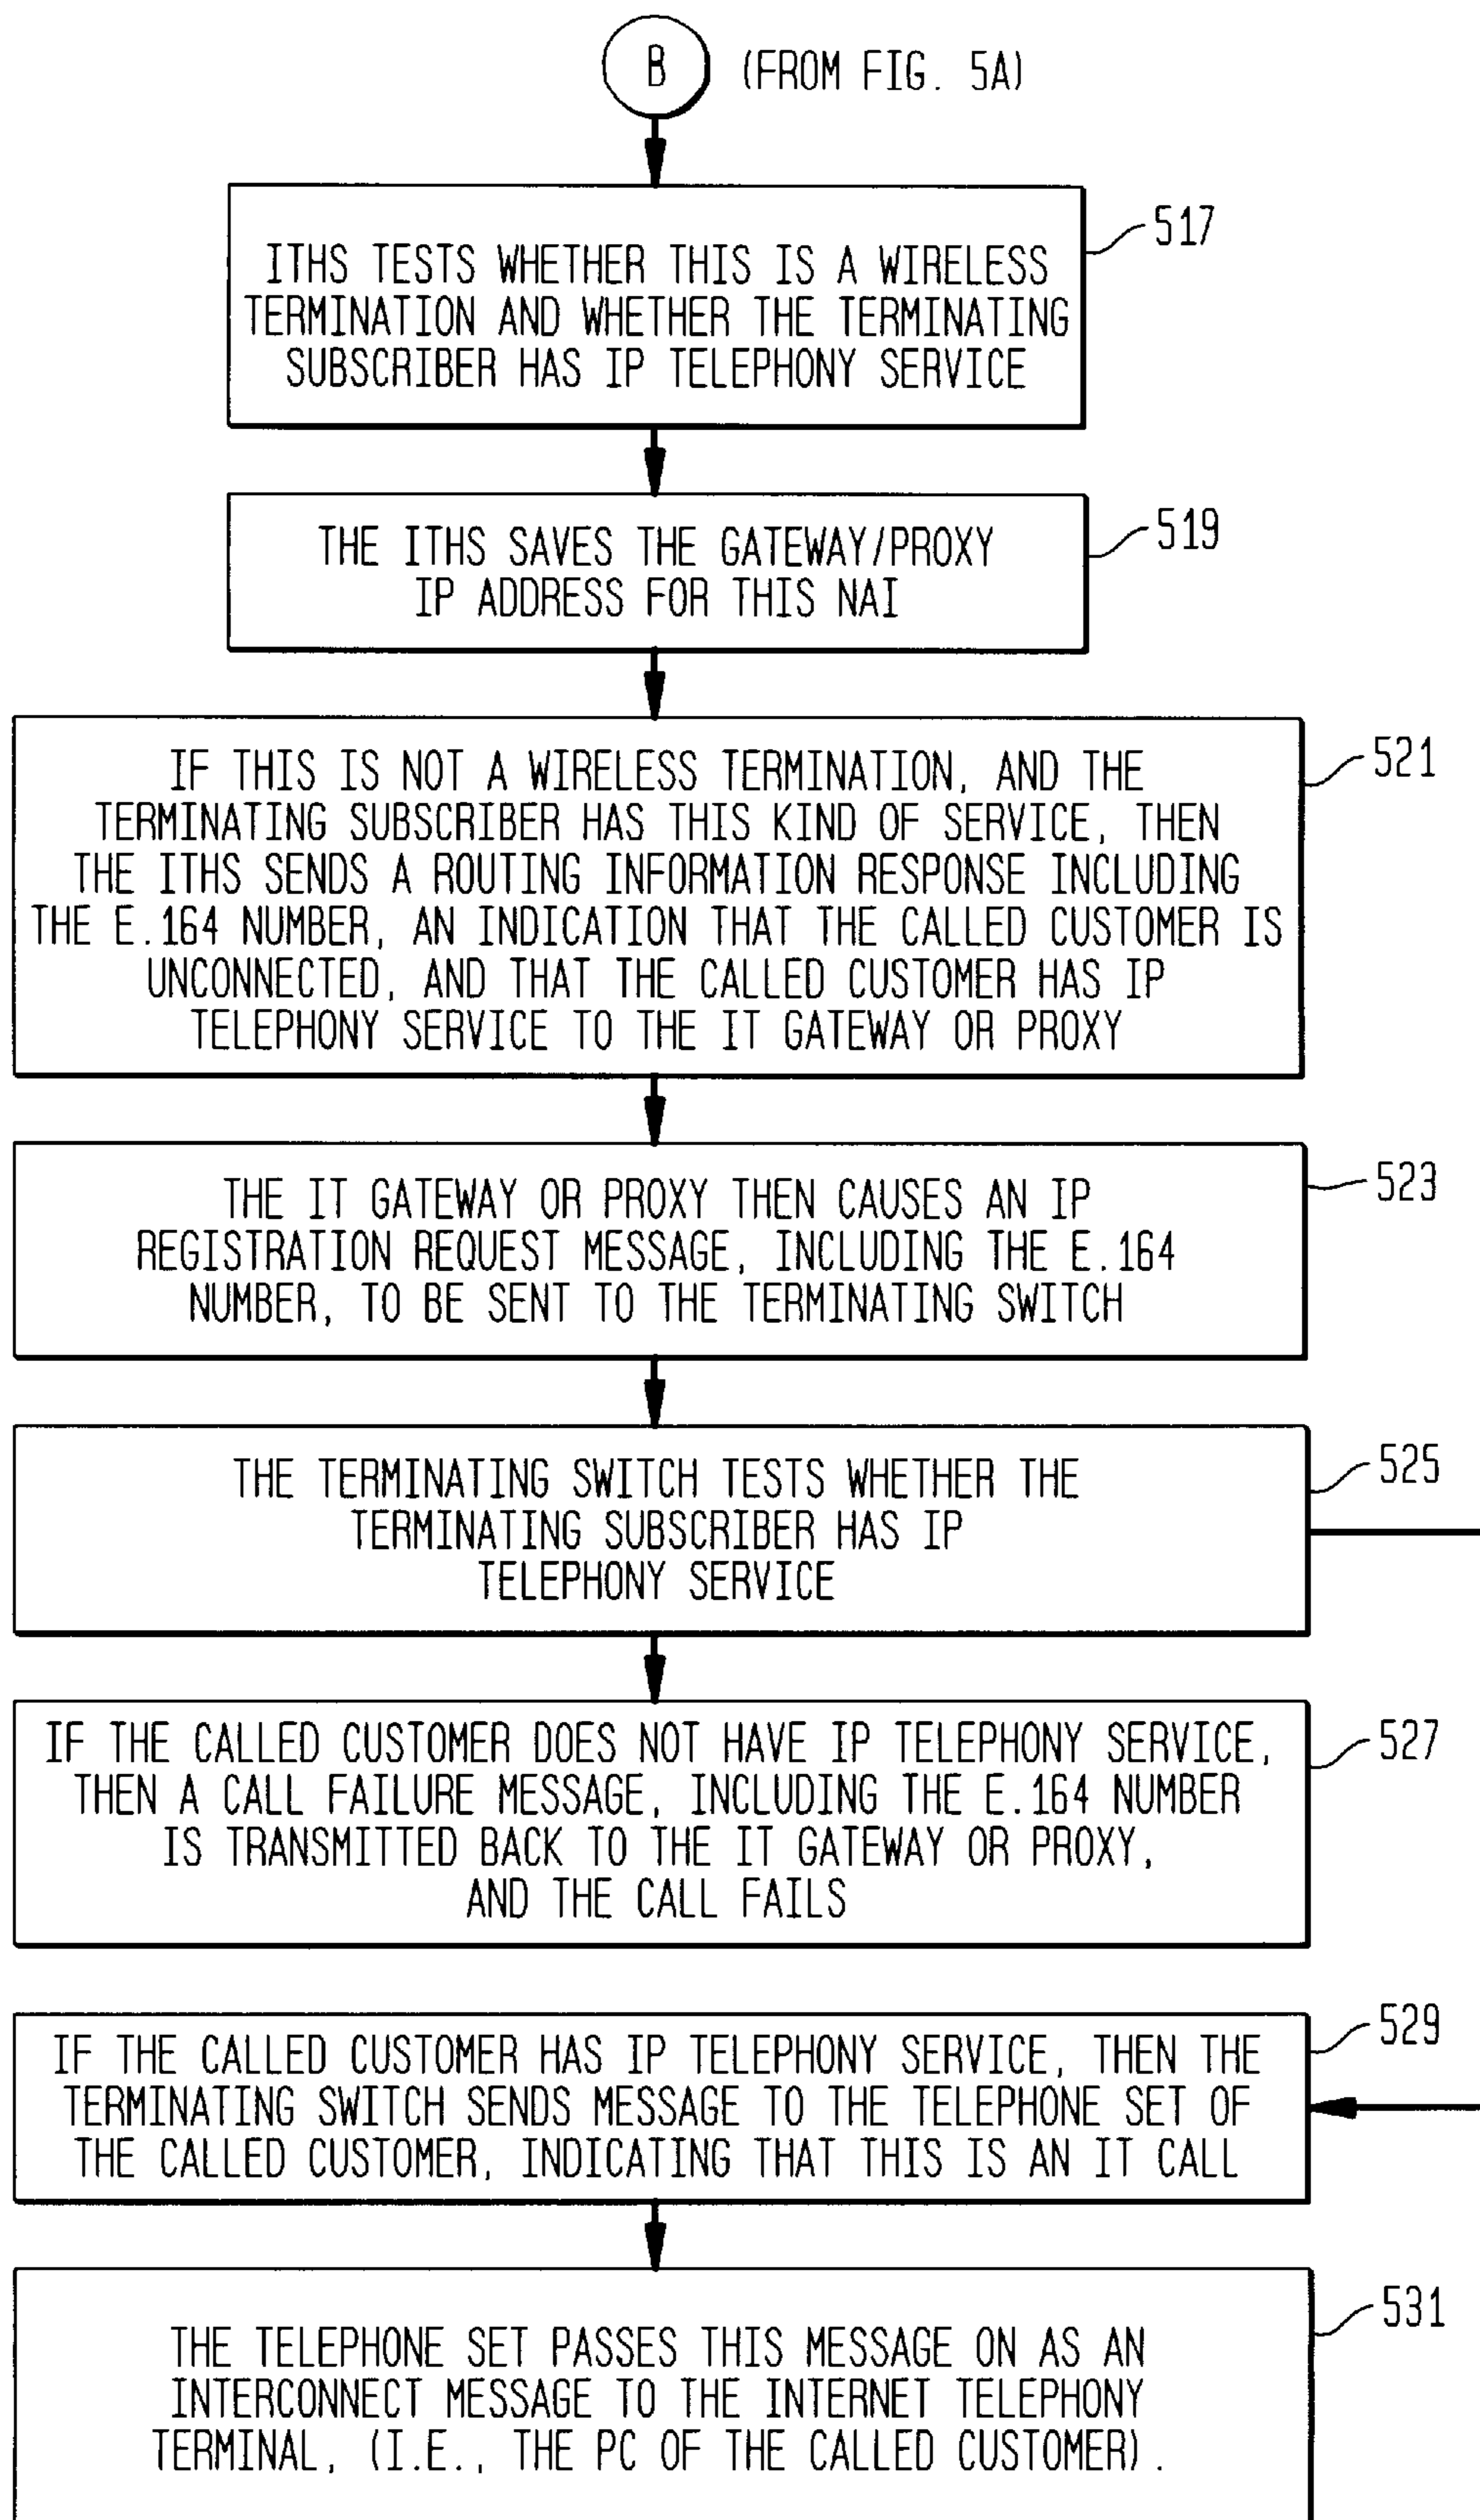 B (FROM FIG. 5A)
517
ITHS TESTS WHETHER THIS IS A WIRELESS
TERMINATION AND WHETHER THE TERMINATING
SUBSCRIBER HAS IP TELEPHONY SERVICE
519
THE ITHS SAVES THE GATEWAY/PROXY
IP ADDRESS FOR THIS NAI
521
IF THIS IS NOT A WIRELESS TERMINATION, AND THE
TERMINATING SUBSCRIBER HAS THIS KIND OF SERVICE, THEN
THE ITHS SENDS A ROUTING INFORMATION RESPONSE INCLUDING
THE E.164 NUMBER, AN INDICATION THAT THE CALLED CUSTOMER IS
UNCONNECTED, AND THAT THE CALLED CUSTOMER HAS IP
TELEPHONY SERVICE TO THE IT GATEWAY OR PROXY
523
THE IT GATEWAY OR PROXY THEN CAUSES AN IP
REGISTRATION REQUEST MESSAGE, INCLUDING THE E.164
NUMBER, TO BE SENT TO THE TERMINATING SWITCH
525
THE TERMINATING SWITCH TESTS WHETHER THE
TERMINATING SUBSCRIBER HAS IP
TELEPHONY SERVICE
527
IF THE CALLED CUSTOMER DOES NOT HAVE IP TELEPHONY SERVICE,
THEN A CALL FAILURE MESSAGE, INCLUDING THE E.164 NUMBER
IS TRANSMITTED BACK TO THE IT GATEWAY OR PROXY,
AND THE CALL FAILS
529
IF THE CALLED CUSTOMER HAS IP TELEPHONY SERVICE, THEN THE
TERMINATING SWITCH SENDS MESSAGE TO THE TELEPHONE SET OF
THE CALLED CUSTOMER, INDICATING THAT THIS IS AN IT CALL
531
THE TELEPHONE SET PASSES THIS MESSAGE ON AS AN
INTERCONNECT MESSAGE TO THE INTERNET TELEPHONY
TERMINAL, (I.E., THE PC OF THE CALLED CUSTOMER).